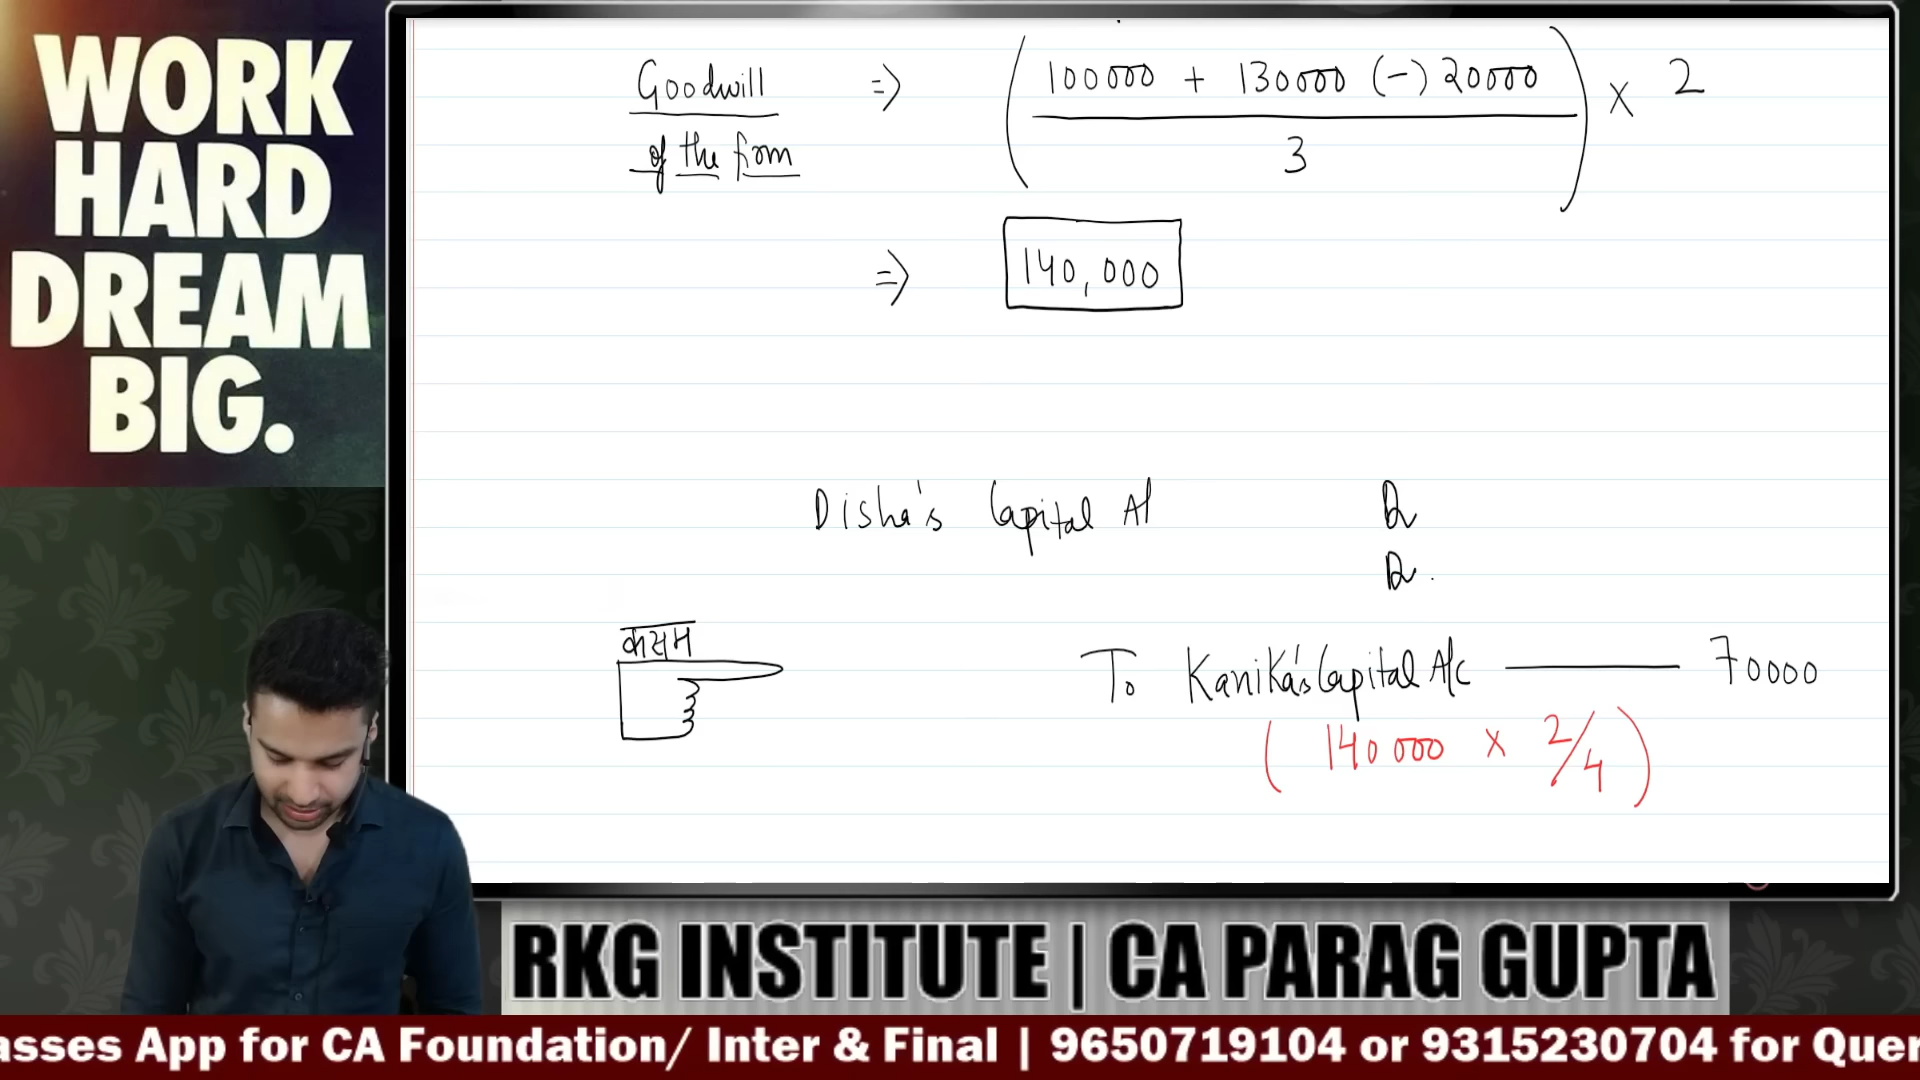 WORK
HARD
DREAM
BIG.
Goodwill => ( 100000 + 130000 (-) 20000 ) x 2
of the firm 3
=> 140,000
Disha's Capital A/ Dr
Dr.
कसम
To Kanika's Capital A/c 70000
( 140000 x 2/4 )
RKG INSTITUTE | CA PARAG GUPTA
asses App for CA Foundation/ Inter & Final | 9650719104 or 9315230704 for Quer